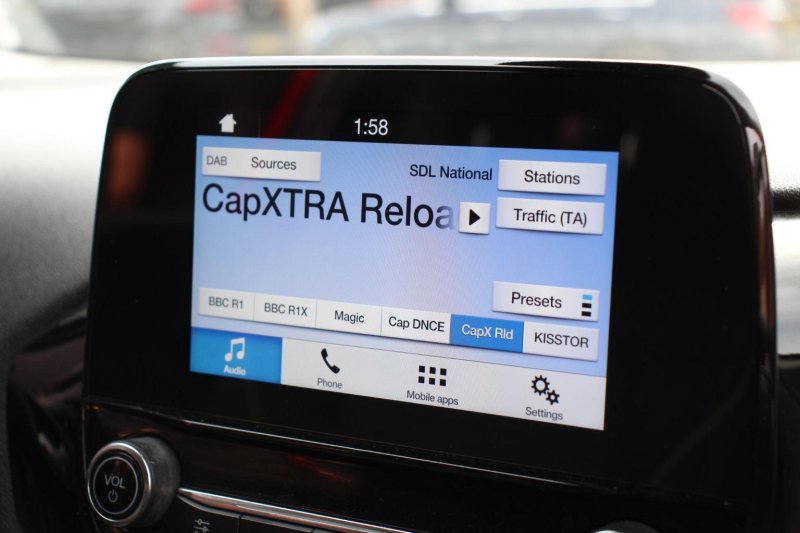 1:58
DAB Sources
SDL National
Stations
CapXTRA Reloa
Traffic (TA)
Presets
BBC R1
BBC R1X
Magic
Cap DNCE
CapX Rld
KISSTOR
Audio
Phone
Mobile apps
Settings
VOL